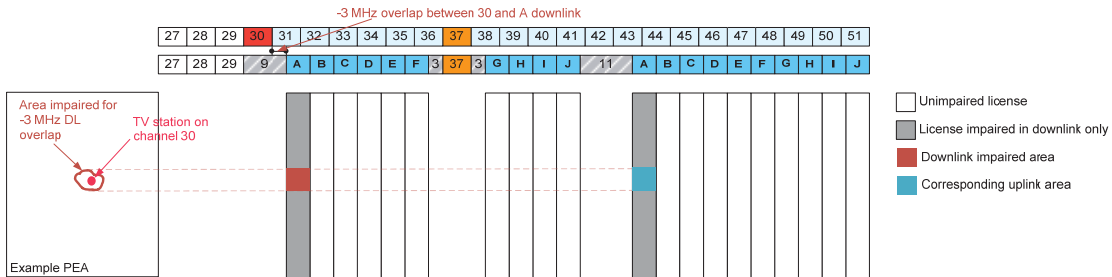 -3 MHz overlap between 30 and A downlink
27 28 29 30 31 32 33 34 35 36 37 38 39 40 41 42 43 44 45 46 47 48 49 50 51
27 28 29 9 A B C D E F 3 37 3 G H I J 11 A B C D E F G H I J
Area impaired for
-3 MHz DL
overlap
TV station on
channel 30
Example PEA
Unimpaired license
License impaired in downlink only
Downlink impaired area
Corresponding uplink area